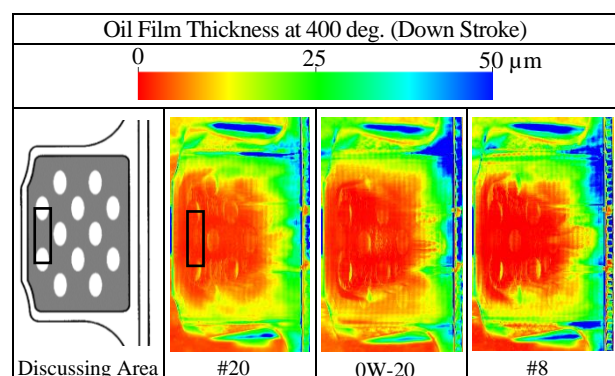 Oil Film Thickness at 400 deg. (Down Stroke)
0 25 50 µm
Discussing Area #20 0W-20 #8